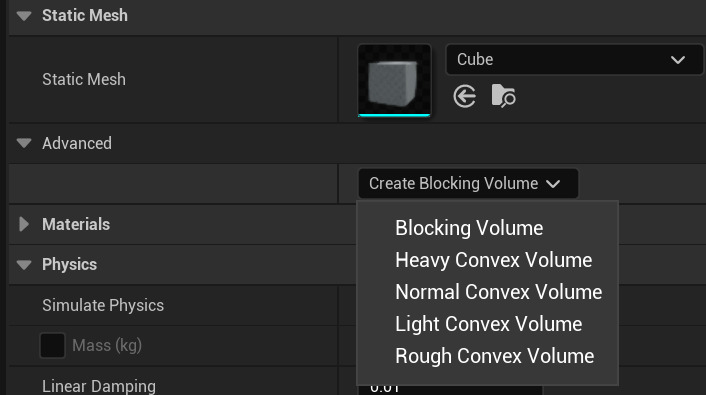 Static Mesh
Static Mesh
Cube
Advanced
Create Blocking Volume
Blocking Volume
Heavy Convex Volume
Normal Convex Volume
Light Convex Volume
Rough Convex Volume
Materials
Physics
Simulate Physics
Mass (kg)
Linear Damping
0.01